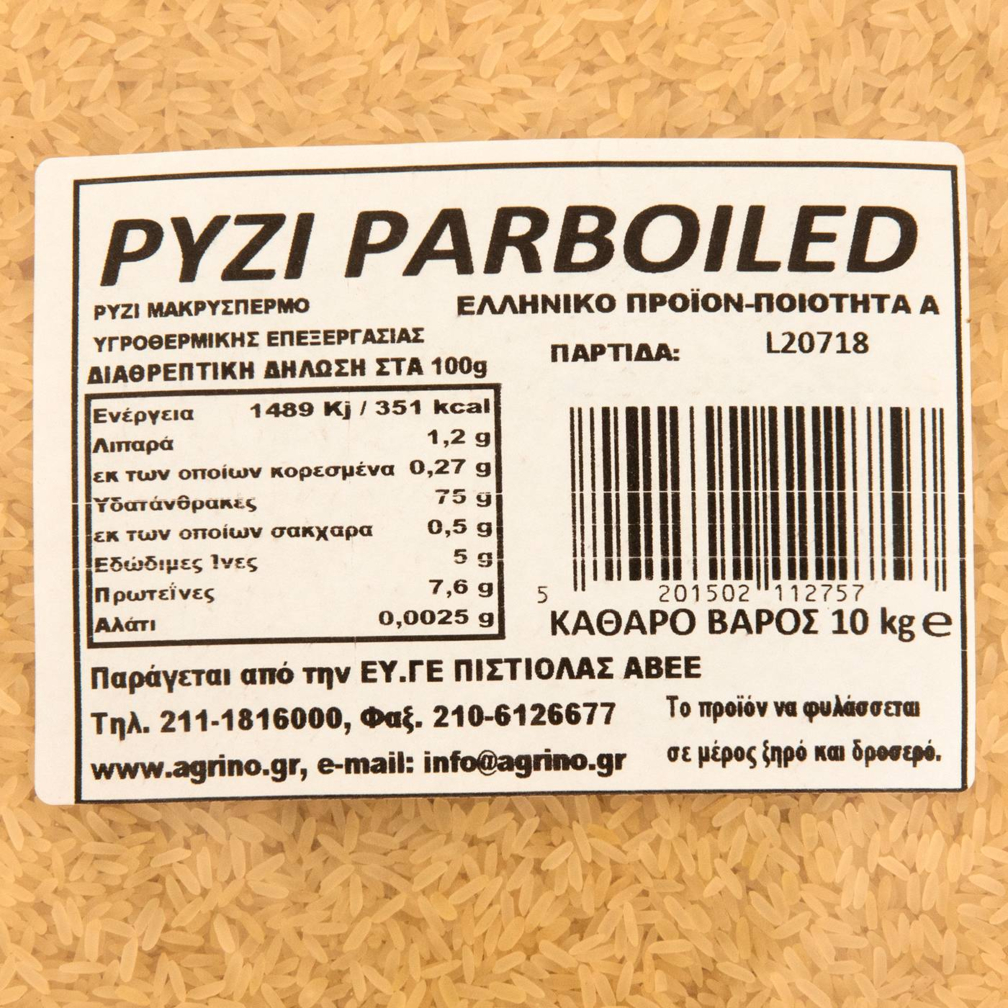 ΡΥΖΙ PARBOILED
ΡΥΖΙ ΜΑΚΡΥΣΠΕΡΜΟ
ΥΓΡΟΘΕΡΜΙΚΗΣ ΕΠΕΞΕΡΓΑΣΙΑΣ
ΕΛΛΗΝΙΚΟ ΠΡΟΪΟΝ-ΠΟΙΟΤΗΤΑ Α
ΠΑΡΤΙΔΑ: L20718
ΔΙΑΘΡΕΠΤΙΚΗ ΔΗΛΩΣΗ ΣΤΑ 100g
Ενέργεια 1489 Kj / 351 kcal
Λιπαρά 1,2 g
εκ των οποίων κορεσμένα 0,27 g
Υδατάνθρακες 75 g
εκ των οποίων σακχαρα 0,5 g
Εδώδιμες Ίνες 5 g
Πρωτεΐνες 7,6 g
Αλάτι 0,0025 g
5 201502 112757
ΚΑΘΑΡΟ ΒΑΡΟΣ 10 kg e
Παράγεται από την ΕΥ.ΓΕ ΠΙΣΤΙΟΛΑΣ ΑΒΕΕ
Τηλ. 211-1816000, Φαξ. 210-6126677
www.agrino.gr, e-mail: info@agrino.gr
Το προϊόν να φυλάσσεται
σε μέρος ξηρό και δροσερό.